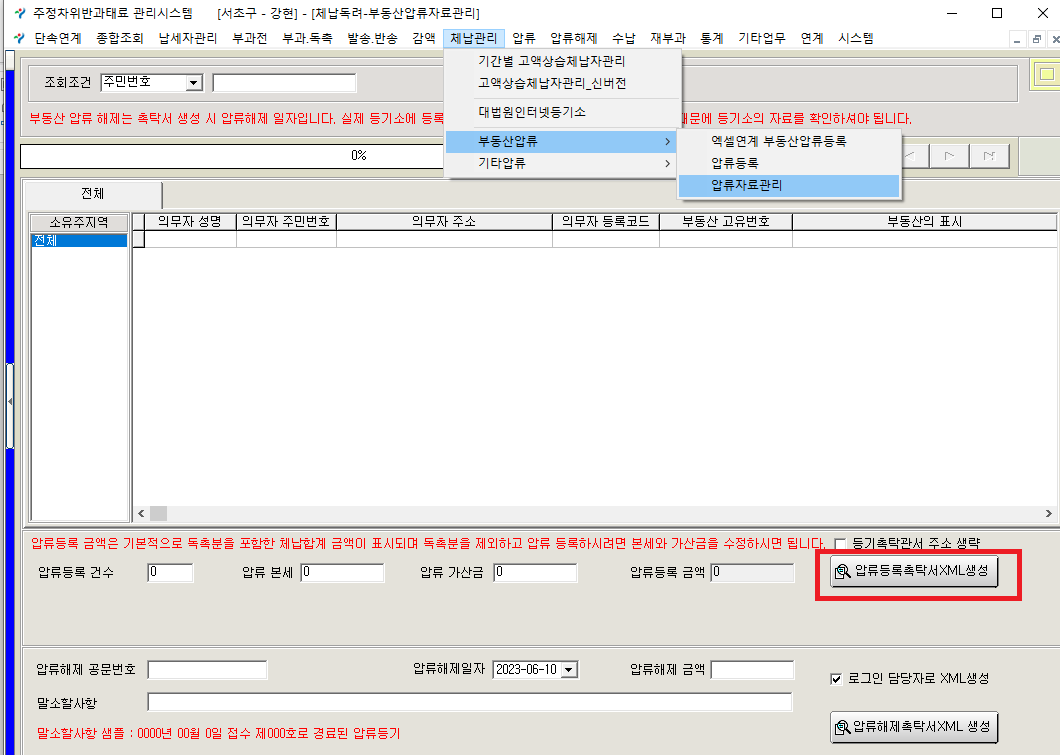 주정차위반과태료 관리시스템 [서초구 - 강현] - [체납독려-부동산압류자료관리]
단속연계 종합조회 납세자관리 부과전 부과.독촉 발송.반송 감액 체납관리 압류 압류해제 수납 재부과 통계 기타업무 연계 시스템
기간별 고액상습체납자관리
고액상습체납자관리_신버전
대법원인터넷등기소
부동산압류
기타압류
엑셀연계 부동산압류등록
압류등록
압류자료관리
조회조건 주민번호
부동산 압류 해제는 촉탁서 생성 시 압류해제 일자입니다. 실제 등기소에 등록 때문에 등기소의 자료를 확인하셔야 됩니다.
0%
전체
소유주지역 의무자 성명 의무자 주민번호 의무자 주소 의무자 등록코드 부동산 고유번호 부동산의 표시
전체
압류등록 금액은 기본적으로 독촉분을 포함한 체납합계 금액이 표시되며 독촉분을 제외하고 압류 등록하시려면 본세와 가산금을 수정하시면 됩니다. 등기촉탁관서 주소 생략
압류등록 건수 0 압류 본세 0 압류 가산금 0 압류등록 금액 0 압류등록촉탁서XML생성
압류해제 공문번호 압류해제일자 2023-06-10 압류해제 금액 로그인 담당자로 XML생성
말소할사항
말소할사항 샘플 : 0000년 00월 0일 접수 제000호로 경료된 압류등기 압류해제촉탁서XML 생성